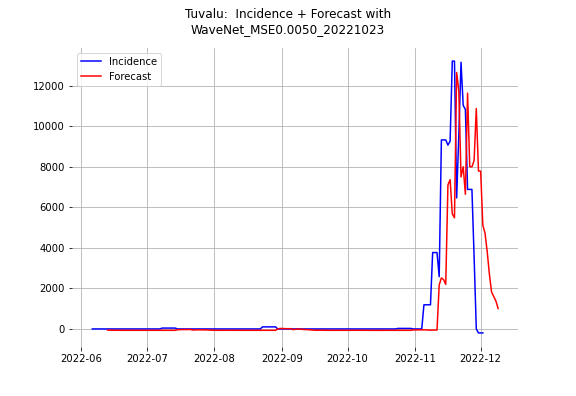 Tuvalu:  Incidence + Forecast with
WaveNet_MSE0.0050_20221023
Incidence
Forecast
12000
10000
8000
6000
4000
2000
0
2022-06 2022-07 2022-08 2022-09 2022-10 2022-11 2022-12